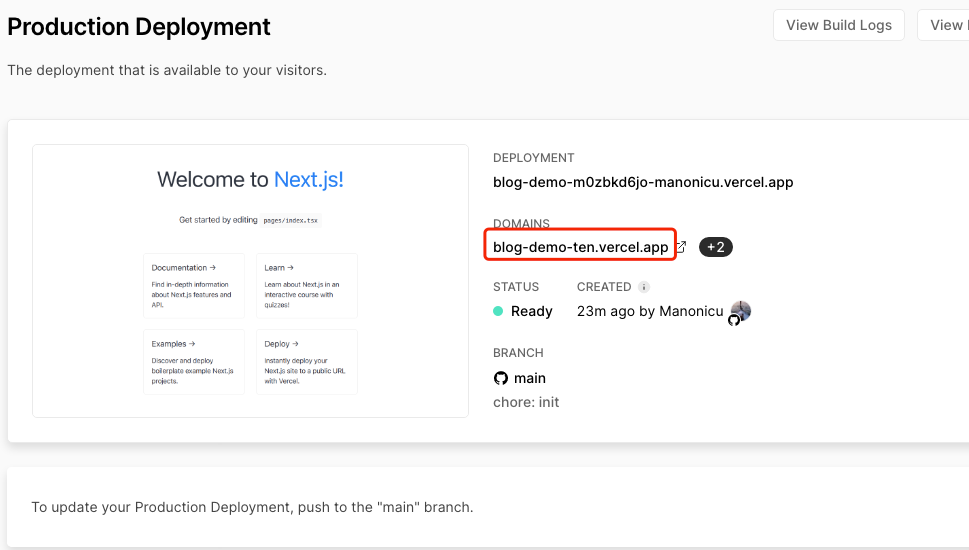 Production Deployment
View Build Logs
View
The deployment that is available to your visitors.
Welcome to Next.js!
Get started by editing pages/index.tsx
Documentation →
Find in-depth information
about Next.js features and
API.
Learn →
Learn about Next.js in an
interactive course with
quizzes!
Examples →
Discover and deploy
boilerplate example Next.js
projects.
Deploy →
Instantly deploy your
Next.js site to a public URL
with Vercel.
DEPLOYMENT
blog-demo-m0zbkd6jo-manonicu.vercel.app
DOMAINS
blog-demo-ten.vercel.app +2
STATUS
CREATED
Ready
23m ago by Manonicu
BRANCH
main
chore: init
To update your Production Deployment, push to the "main" branch.